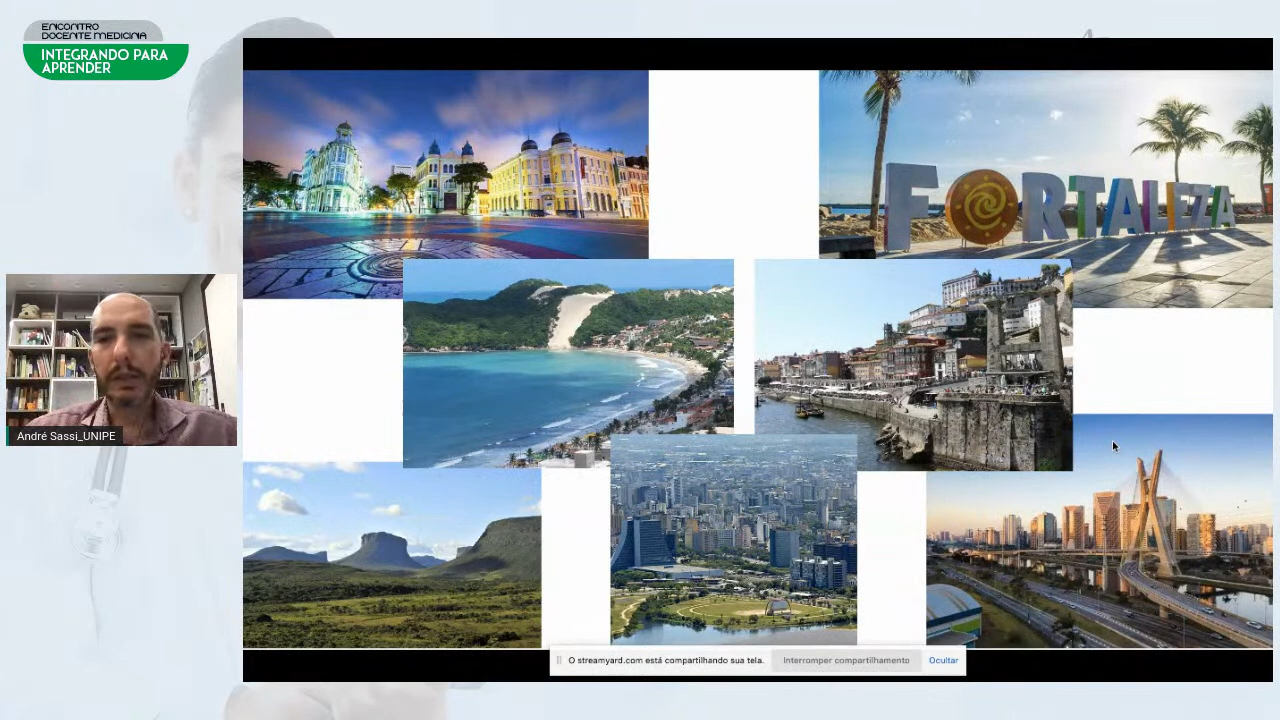 ENCONTRO
DOCENTE MEDICINA
INTEGRANDO PARA
APRENDER
FORTALEZA
André Sassi_UNIPE
O streamyard.com está compartilhando sua tela.
Interromper compartilhamento
Ocultar